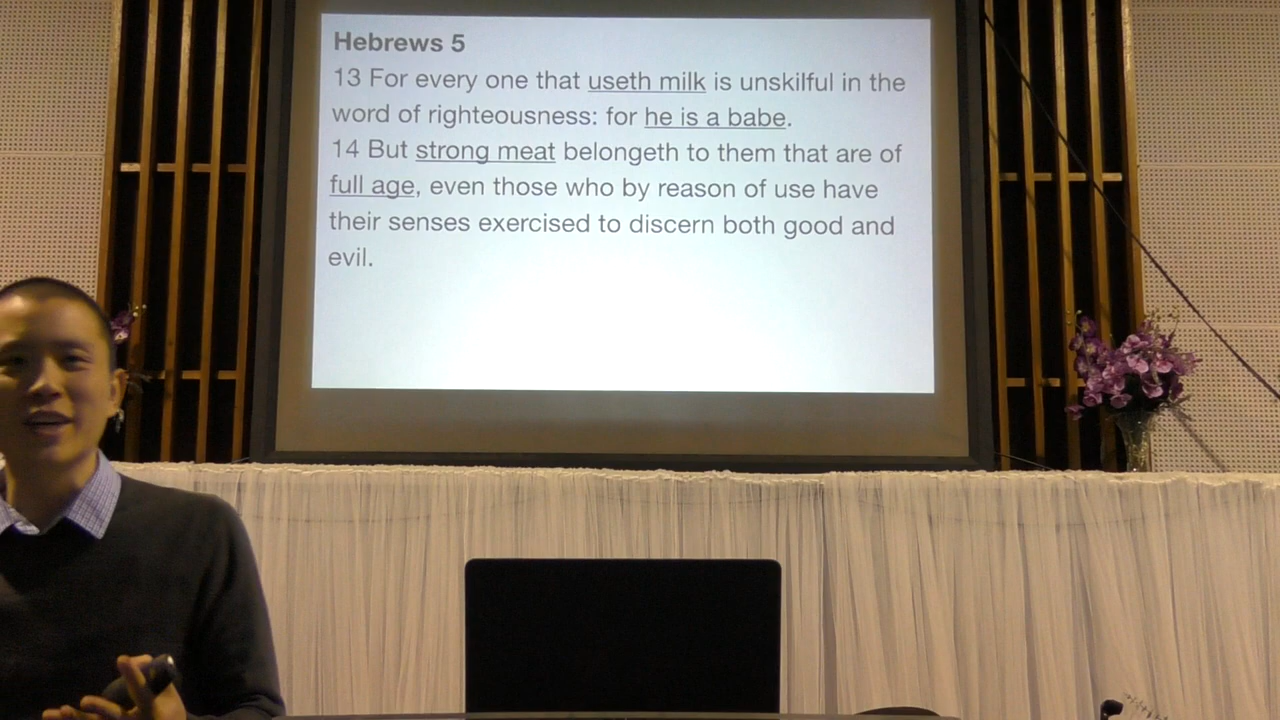 Hebrews 5
13 For every one that useth milk is unskilful in the
word of righteousness: for he is a babe.
14 But strong meat belongeth to them that are of
full age, even those who by reason of use have
their senses exercised to discern both good and
evil.